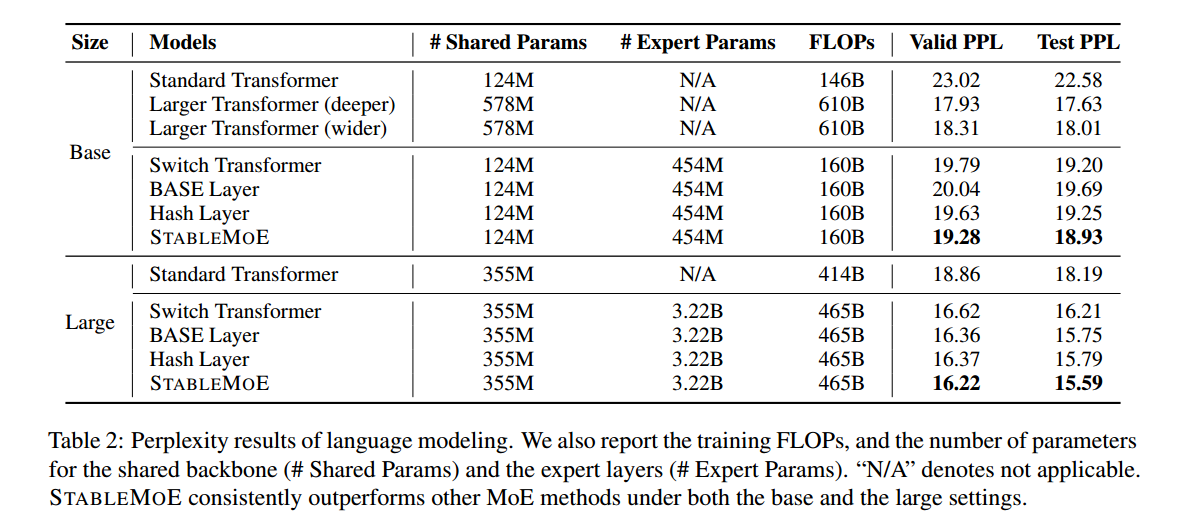 Size Models # Shared Params # Expert Params FLOPs Valid PPL Test PPL
Base
Standard Transformer 124M N/A 146B 23.02 22.58
Larger Transformer (deeper) 578M N/A 610B 17.93 17.63
Larger Transformer (wider) 578M N/A 610B 18.31 18.01
Switch Transformer 124M 454M 160B 19.79 19.20
BASE Layer 124M 454M 160B 20.04 19.69
Hash Layer 124M 454M 160B 19.63 19.25
STABLEMOE 124M 454M 160B 19.28 18.93
Large
Standard Transformer 355M N/A 414B 18.86 18.19
Switch Transformer 355M 3.22B 465B 16.62 16.21
BASE Layer 355M 3.22B 465B 16.36 15.75
Hash Layer 355M 3.22B 465B 16.37 15.79
STABLEMOE 355M 3.22B 465B 16.22 15.59
Table 2: Perplexity results of language modeling. We also report the training FLOPs, and the number of parameters
for the shared backbone (# Shared Params) and the expert layers (# Expert Params). “N/A” denotes not applicable.
STABLEMOE consistently outperforms other MoE methods under both the base and the large settings.